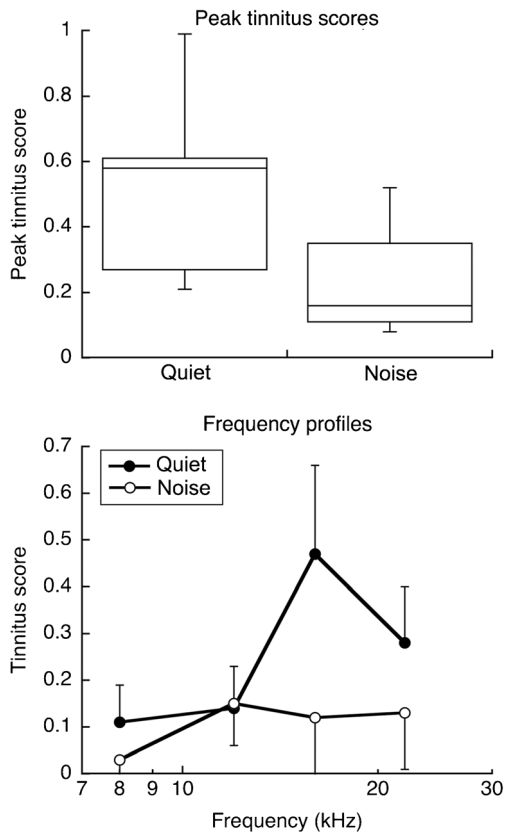 Peak tinnitus scores
1
0.8
0.6
0.4
0.2
0
Peak tinnitus score
Quiet
Noise
Frequency profiles
0.7
0.6
0.5
0.4
0.3
0.2
0.1
0
Tinnitus score
Quiet
Noise
7 8 9 10 20 30
Frequency (kHz)